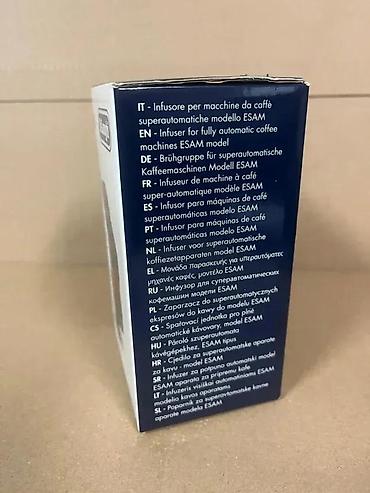 IT - Infusore per macchine da caffè
superautomatiche modello ESAM
EN - Infuser for fully automatic coffee
machines ESAM model
DE - Brühgruppe für superautomatische
Kaffeemaschinen Modell ESAM
FR - Infuseur de machine à café
super-automatique modèle ESAM
ES - Infusor para máquinas de café
superautomáticas modelo ESAM
PT - Infusor para máquinas de café
superautomáticas modelo ESAM
NL - Infuser voor superautomatische
koffiezetapparaten model ESAM
EL - Μονάδα παρασκευής για υπεραυτόματες
μηχανές καφές, μοντέλο ESAM
RU - Инфузор для суперавтоматических
кофемашин модели ESAM
PL - Zaparzacz do superautomatycznych
ekspresów do kawy do modelu ESAM
CS - Spařovací jednotka pro plně
automatické kávovary, model ESAM
HU - Pároló szuperautomata
kávégépekhez, ESAM típus
HR - Cjedilo za superautomatske aparate
za kavu - model ESAM
SR - Infuzer za potpuno automatski model
ESAM aparata za pripremu kafe
LT - Infuzeris visiškai automatiniams ESAM
modelio kavos aparatams
SL - Poparnik za superavtomatske kavne
aparate modela ESAM